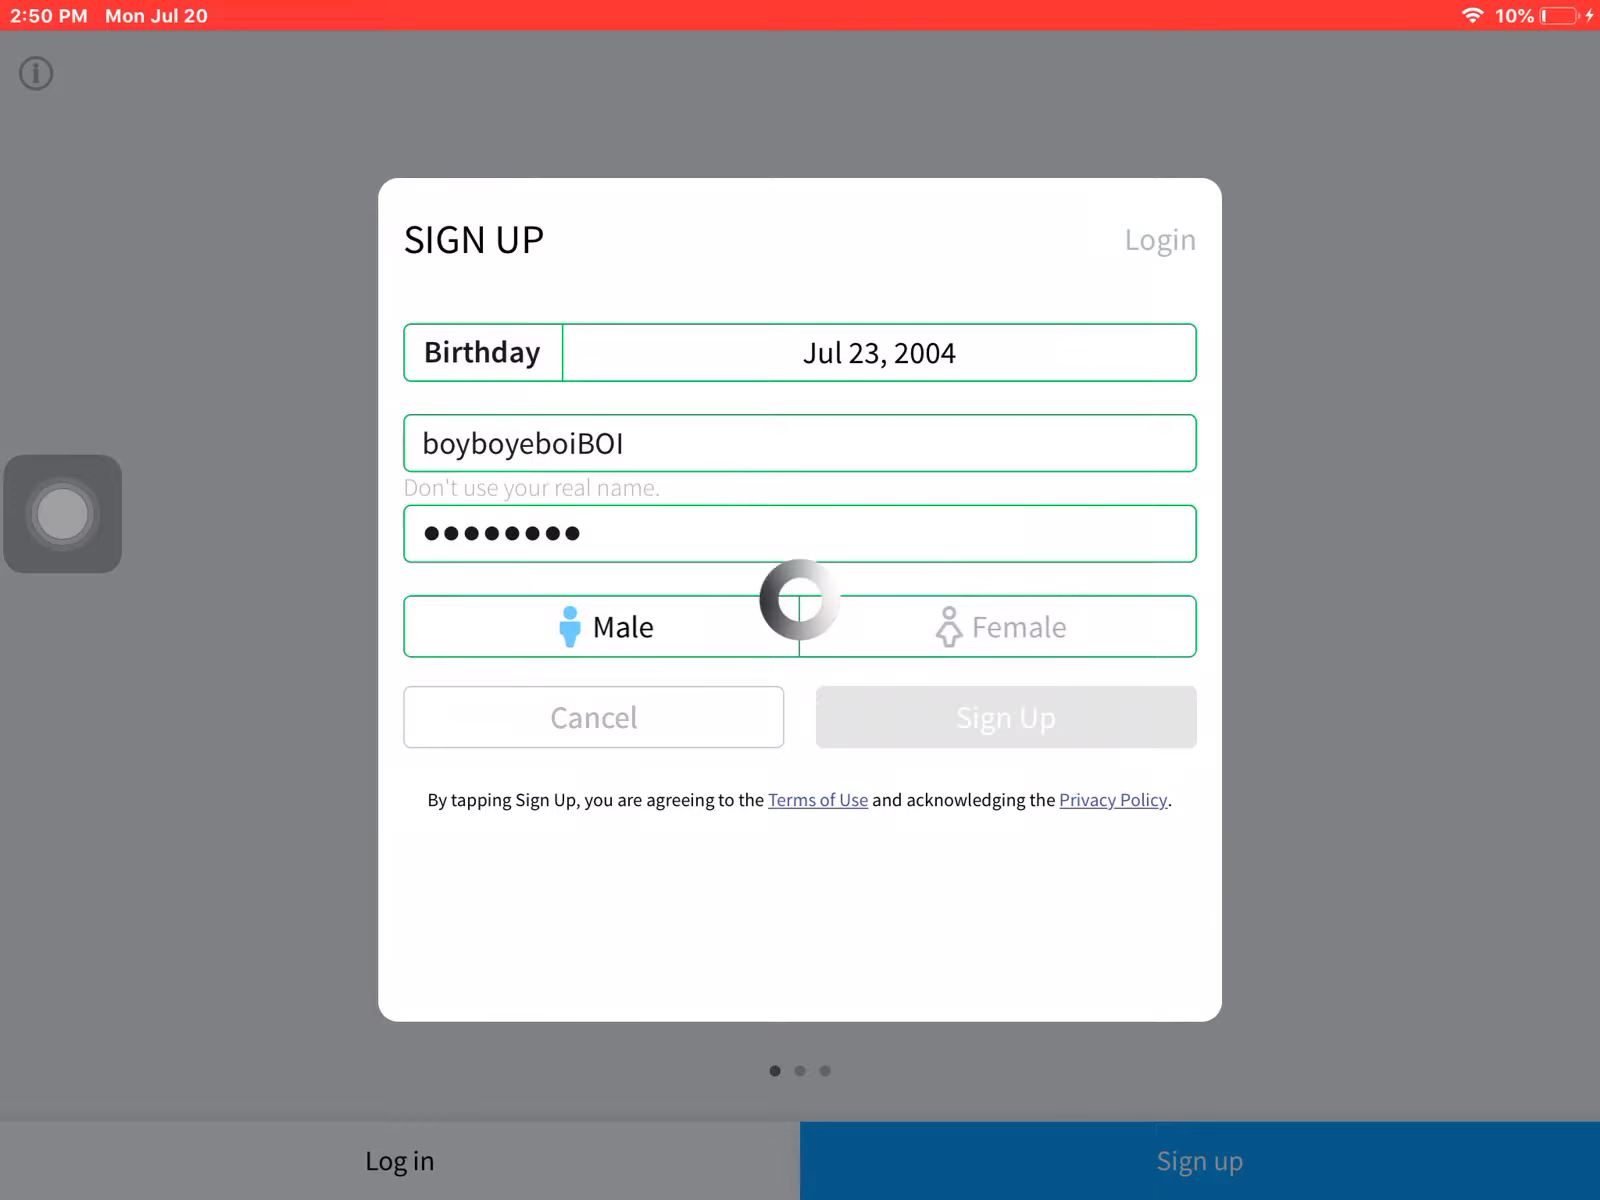 2:50 PM Mon Jul 20 10%
SIGN UP Login
Birthday Jul 23, 2004
boyboyeboiBOI
Don't use your real name.
Male Female
Cancel Sign Up
By tapping Sign Up, you are agreeing to the Terms of Use and acknowledging the Privacy Policy.
Log in Sign up